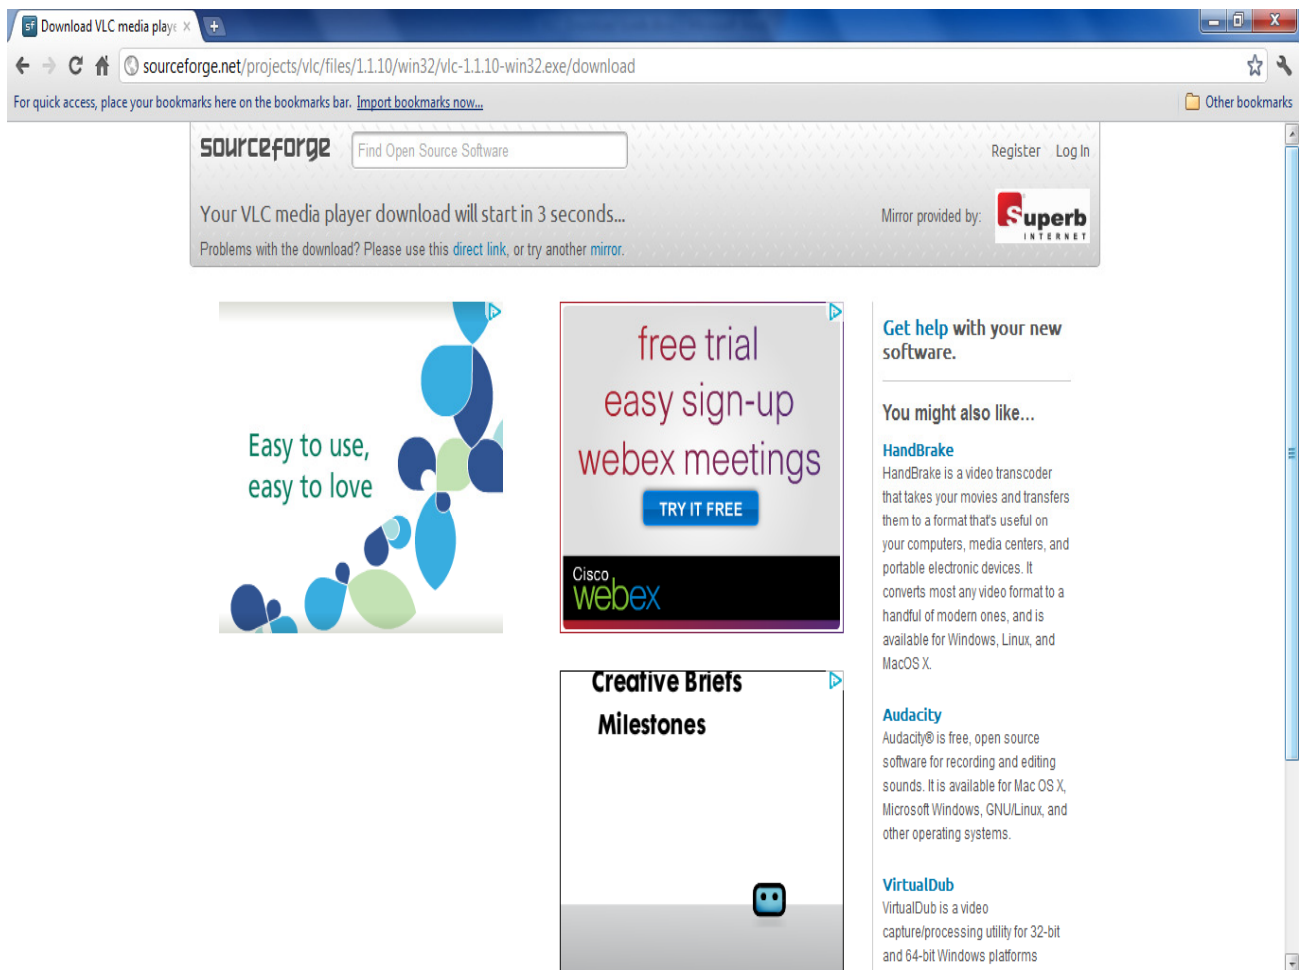 sf Download VLC media playe
sourceforge.net/projects/vlc/files/1.1.10/win32/vlc-1.1.10-win32.exe/download
For quick access, place your bookmarks here on the bookmarks bar. Import bookmarks now...
Other bookmarks
sourceforge
Find Open Source Software
Register Log In
Your VLC media player download will start in 3 seconds...
Problems with the download? Please use this direct link, or try another mirror.
Mirror provided by:
Superb
INTERNET
Easy to use,
easy to love
free trial
easy sign-up
webex meetings
TRY IT FREE
Cisco
webex
Creative Briefs
Milestones
Get help with your new
software.
You might also like...
HandBrake
HandBrake is a video transcoder
that takes your movies and transfers
them to a format that's useful on
your computers, media centers, and
portable electronic devices. It
converts most any video format to a
handful of modern ones, and is
available for Windows, Linux, and
MacOS X.
Audacity
Audacity® is free, open source
software for recording and editing
sounds. It is available for Mac OS X,
Microsoft Windows, GNU/Linux, and
other operating systems.
VirtualDub
VirtualDub is a video
capture/processing utility for 32-bit
and 64-bit Windows platforms